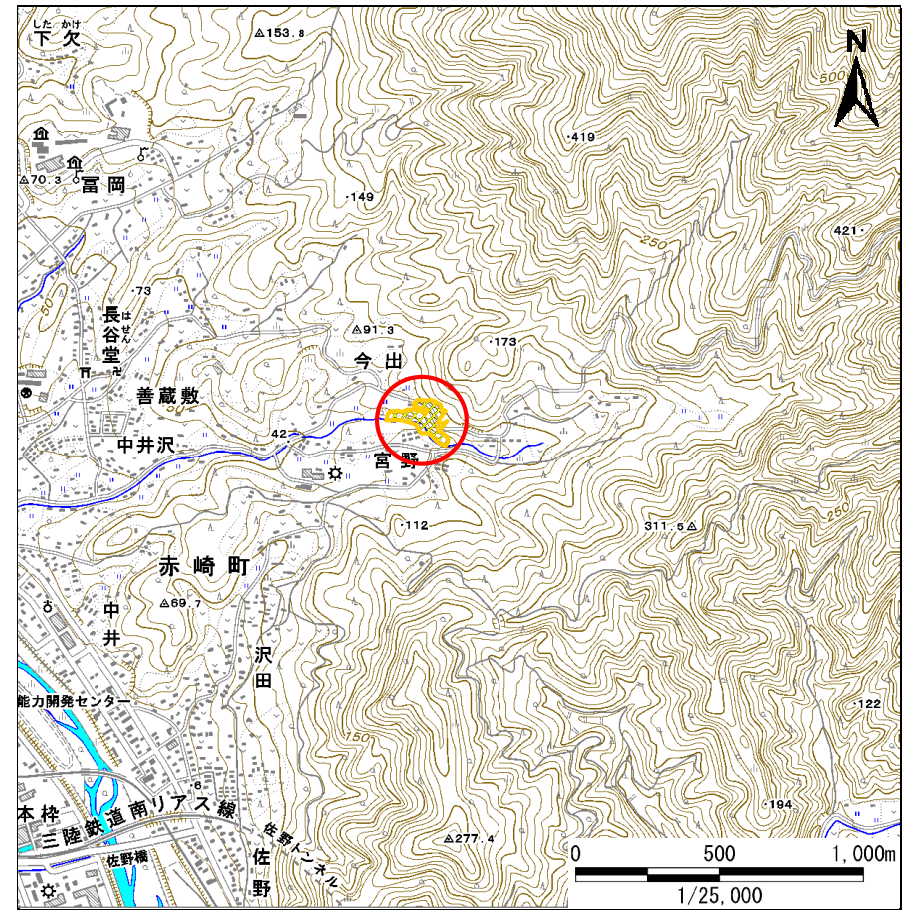 した かけ
下欠
153.8
N
500
419
70.3
冨岡
149
421
250
50
73
長谷堂
はせどう
91.3
173
今出
善蔵敷
50
42
中井沢
宮野
112
311.5
250
赤崎町
69.7
中井
沢田
能力開発センター
122
150
6
194
本枠
三陸鉄道南リアス線
277.4
佐野トンネル
佐野橋
佐野
0 500 1,000m
1/25,000